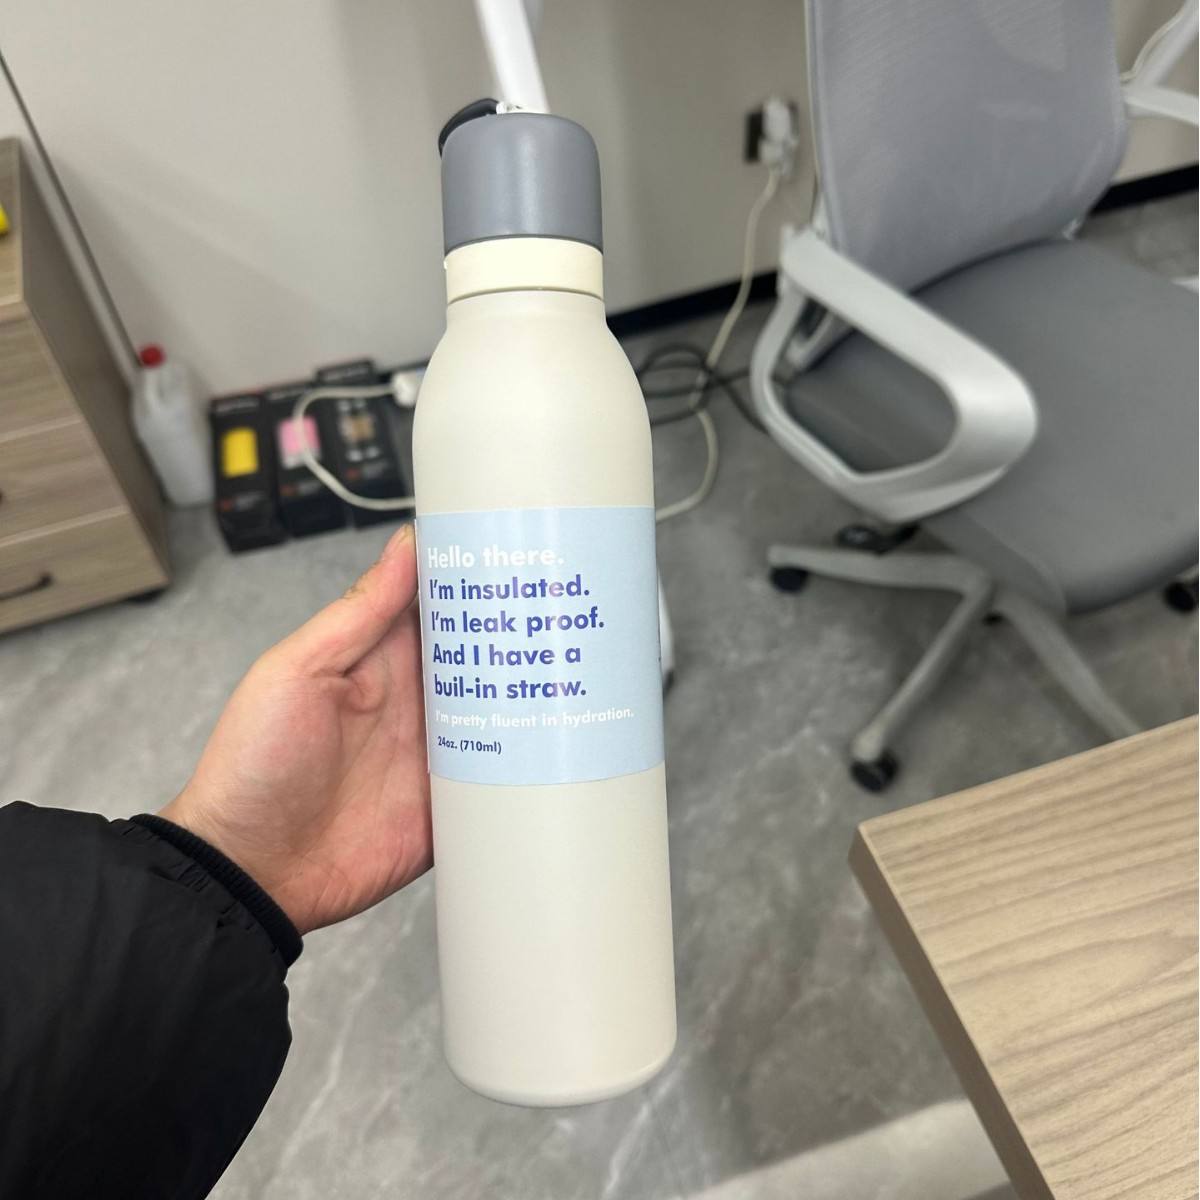 Hello there.
I'm insulated.
I'm leak proof.
And I have a
buil-in straw.
I'm pretty fluent in hydration.
24oz. (710ml)